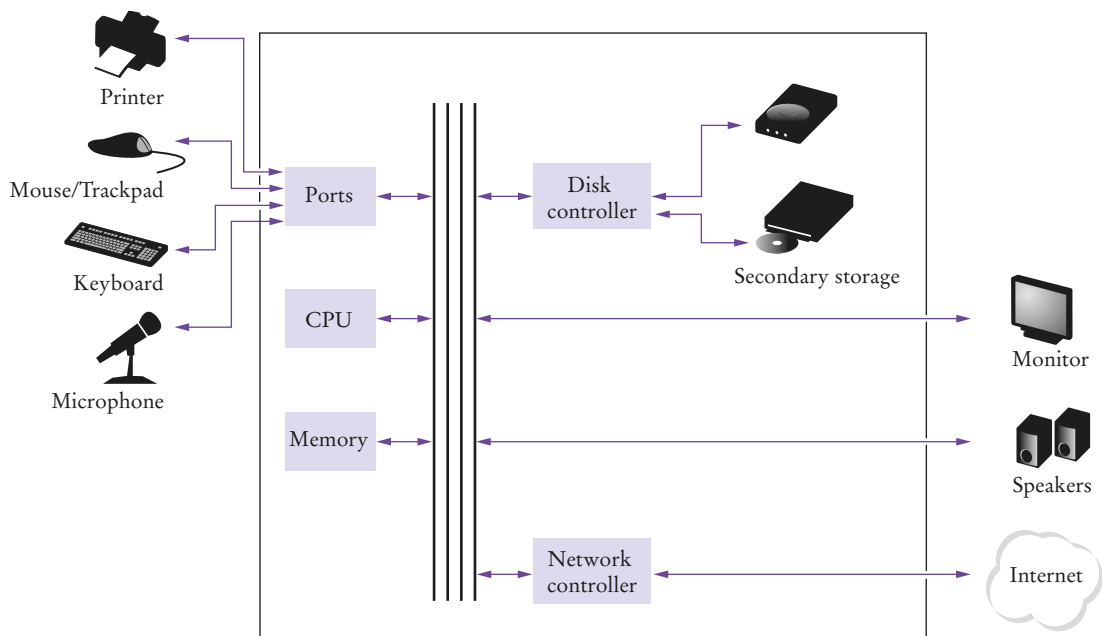 Printer
Mouse/Trackpad
Keyboard
Microphone
Ports
CPU
Memory
Disk
controller
Secondary storage
Network
controller
Monitor
Speakers
Internet